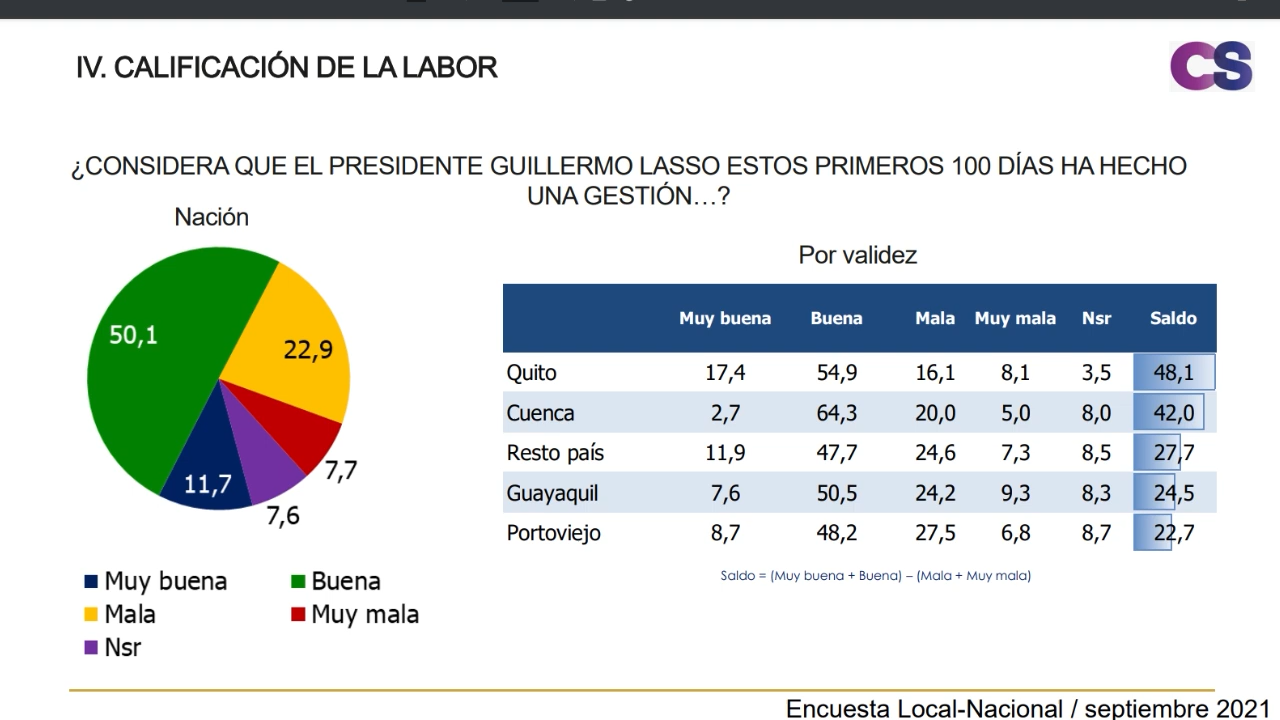 IV. CALIFICACIÓN DE LA LABOR
CS
¿CONSIDERA QUE EL PRESIDENTE GUILLERMO LASSO ESTOS PRIMEROS 100 DÍAS HA HECHO
UNA GESTIÓN…?
Nación
50,1
22,9
7,7
11,7
7,6
Muy buena Buena
Mala Muy mala
Nsr
Por validez
Muy buena Buena Mala Muy mala Nsr Saldo
Quito 17,4 54,9 16,1 8,1 3,5 48,1
Cuenca 2,7 64,3 20,0 5,0 8,0 42,0
Resto país 11,9 47,7 24,6 7,3 8,5 27,7
Guayaquil 7,6 50,5 24,2 9,3 8,3 24,5
Portoviejo 8,7 48,2 27,5 6,8 8,7 22,7
Saldo = (Muy buena + Buena) – (Mala + Muy mala)
Encuesta Local-Nacional / septiembre 2021